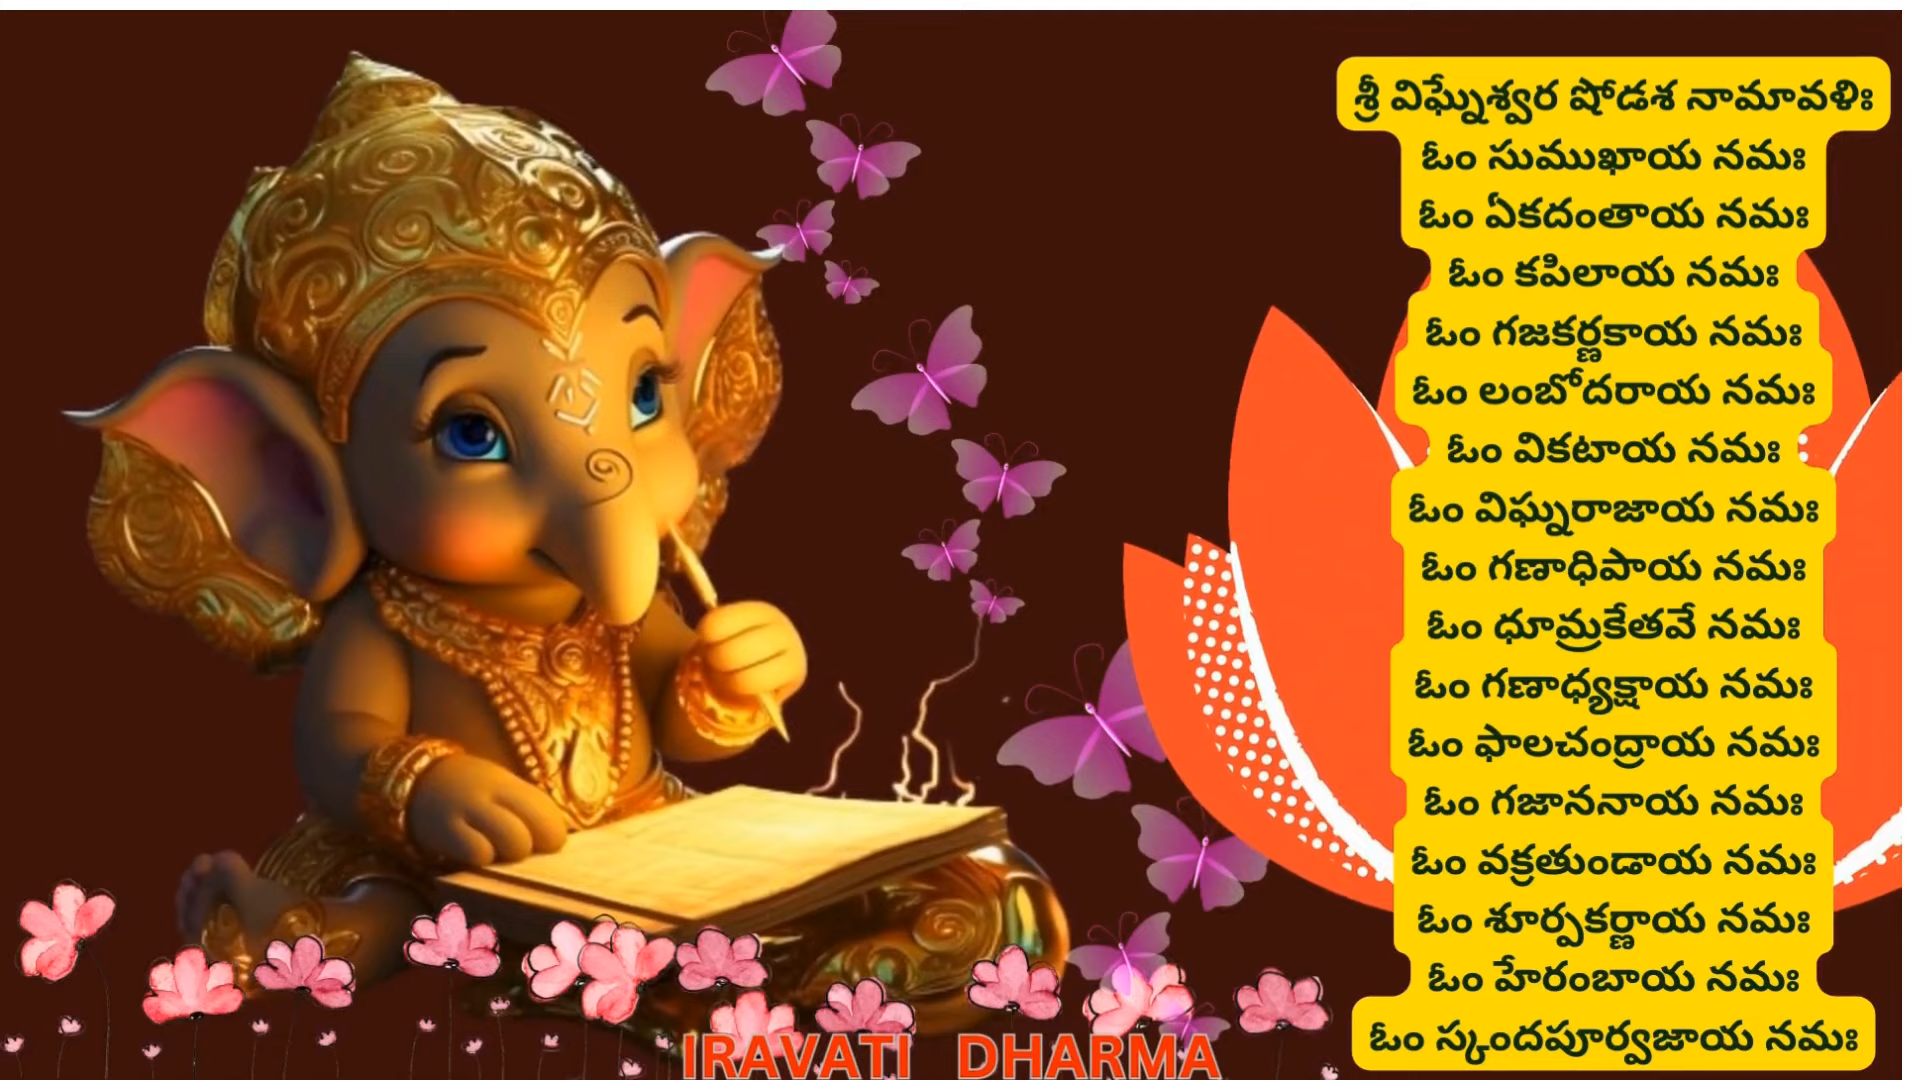 శ్రీ విఘ్నేశ్వర షోడశ నామావళిః
ఓం సుముఖాయ నమః
ఓం ఏకదంతాయ నమః
ఓం కపిలాయ నమః
ఓం గజకర్ణకాయ నమః
ఓం లంబోదరాయ నమః
ఓం వికటాయ నమః
ఓం విఘ్నరాజాయ నమః
ఓం గణాధిపాయ నమః
ఓం ధూమ్రకేతవే నమః
ఓం గణాధ్యక్షాయ నమః
ఓం ఫాలచంద్రాయ నమః
ఓం గజాననాయ నమః
ఓం వక్రతుండాయ నమః
ఓం శూర్పకర్ణాయ నమః
ఓం హేరంబాయ నమః
ఓం స్కందపూర్వజాయ నమః
IRAVATI DHARMA